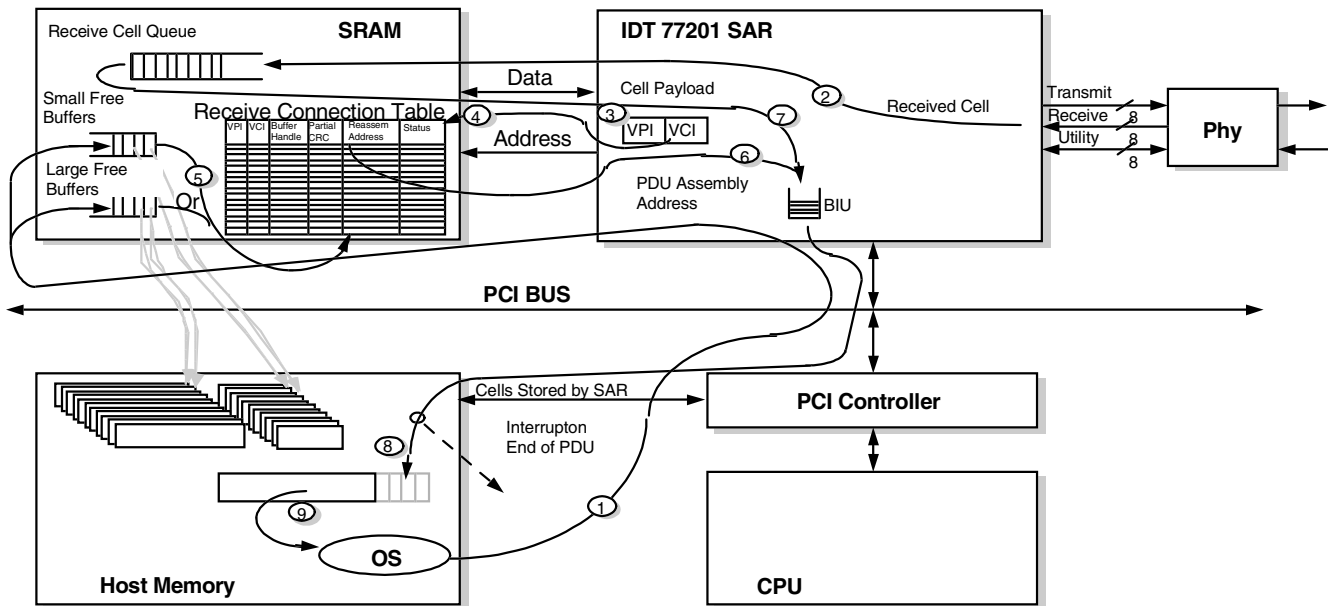 Receive Cell Queue
SRAM
IDT 77201 SAR
Data
Cell Payload
2
Received Cell
Transmit
8
Receive
8
Utility
8
Phy
Small Free
Buffers
Receive Connection Table
4
3
7
VPI
VCI
Buffer
Handle
Partial
CRC
Reassem
Address
Status
VPI
VCI
Address
6
Large Free
Buffers
5
Or
PDU Assembly
Address
BIU
PCI BUS
Cells Stored by SAR
PCI Controller
Interrupton
End of PDU
8
9
1
OS
Host Memory
CPU